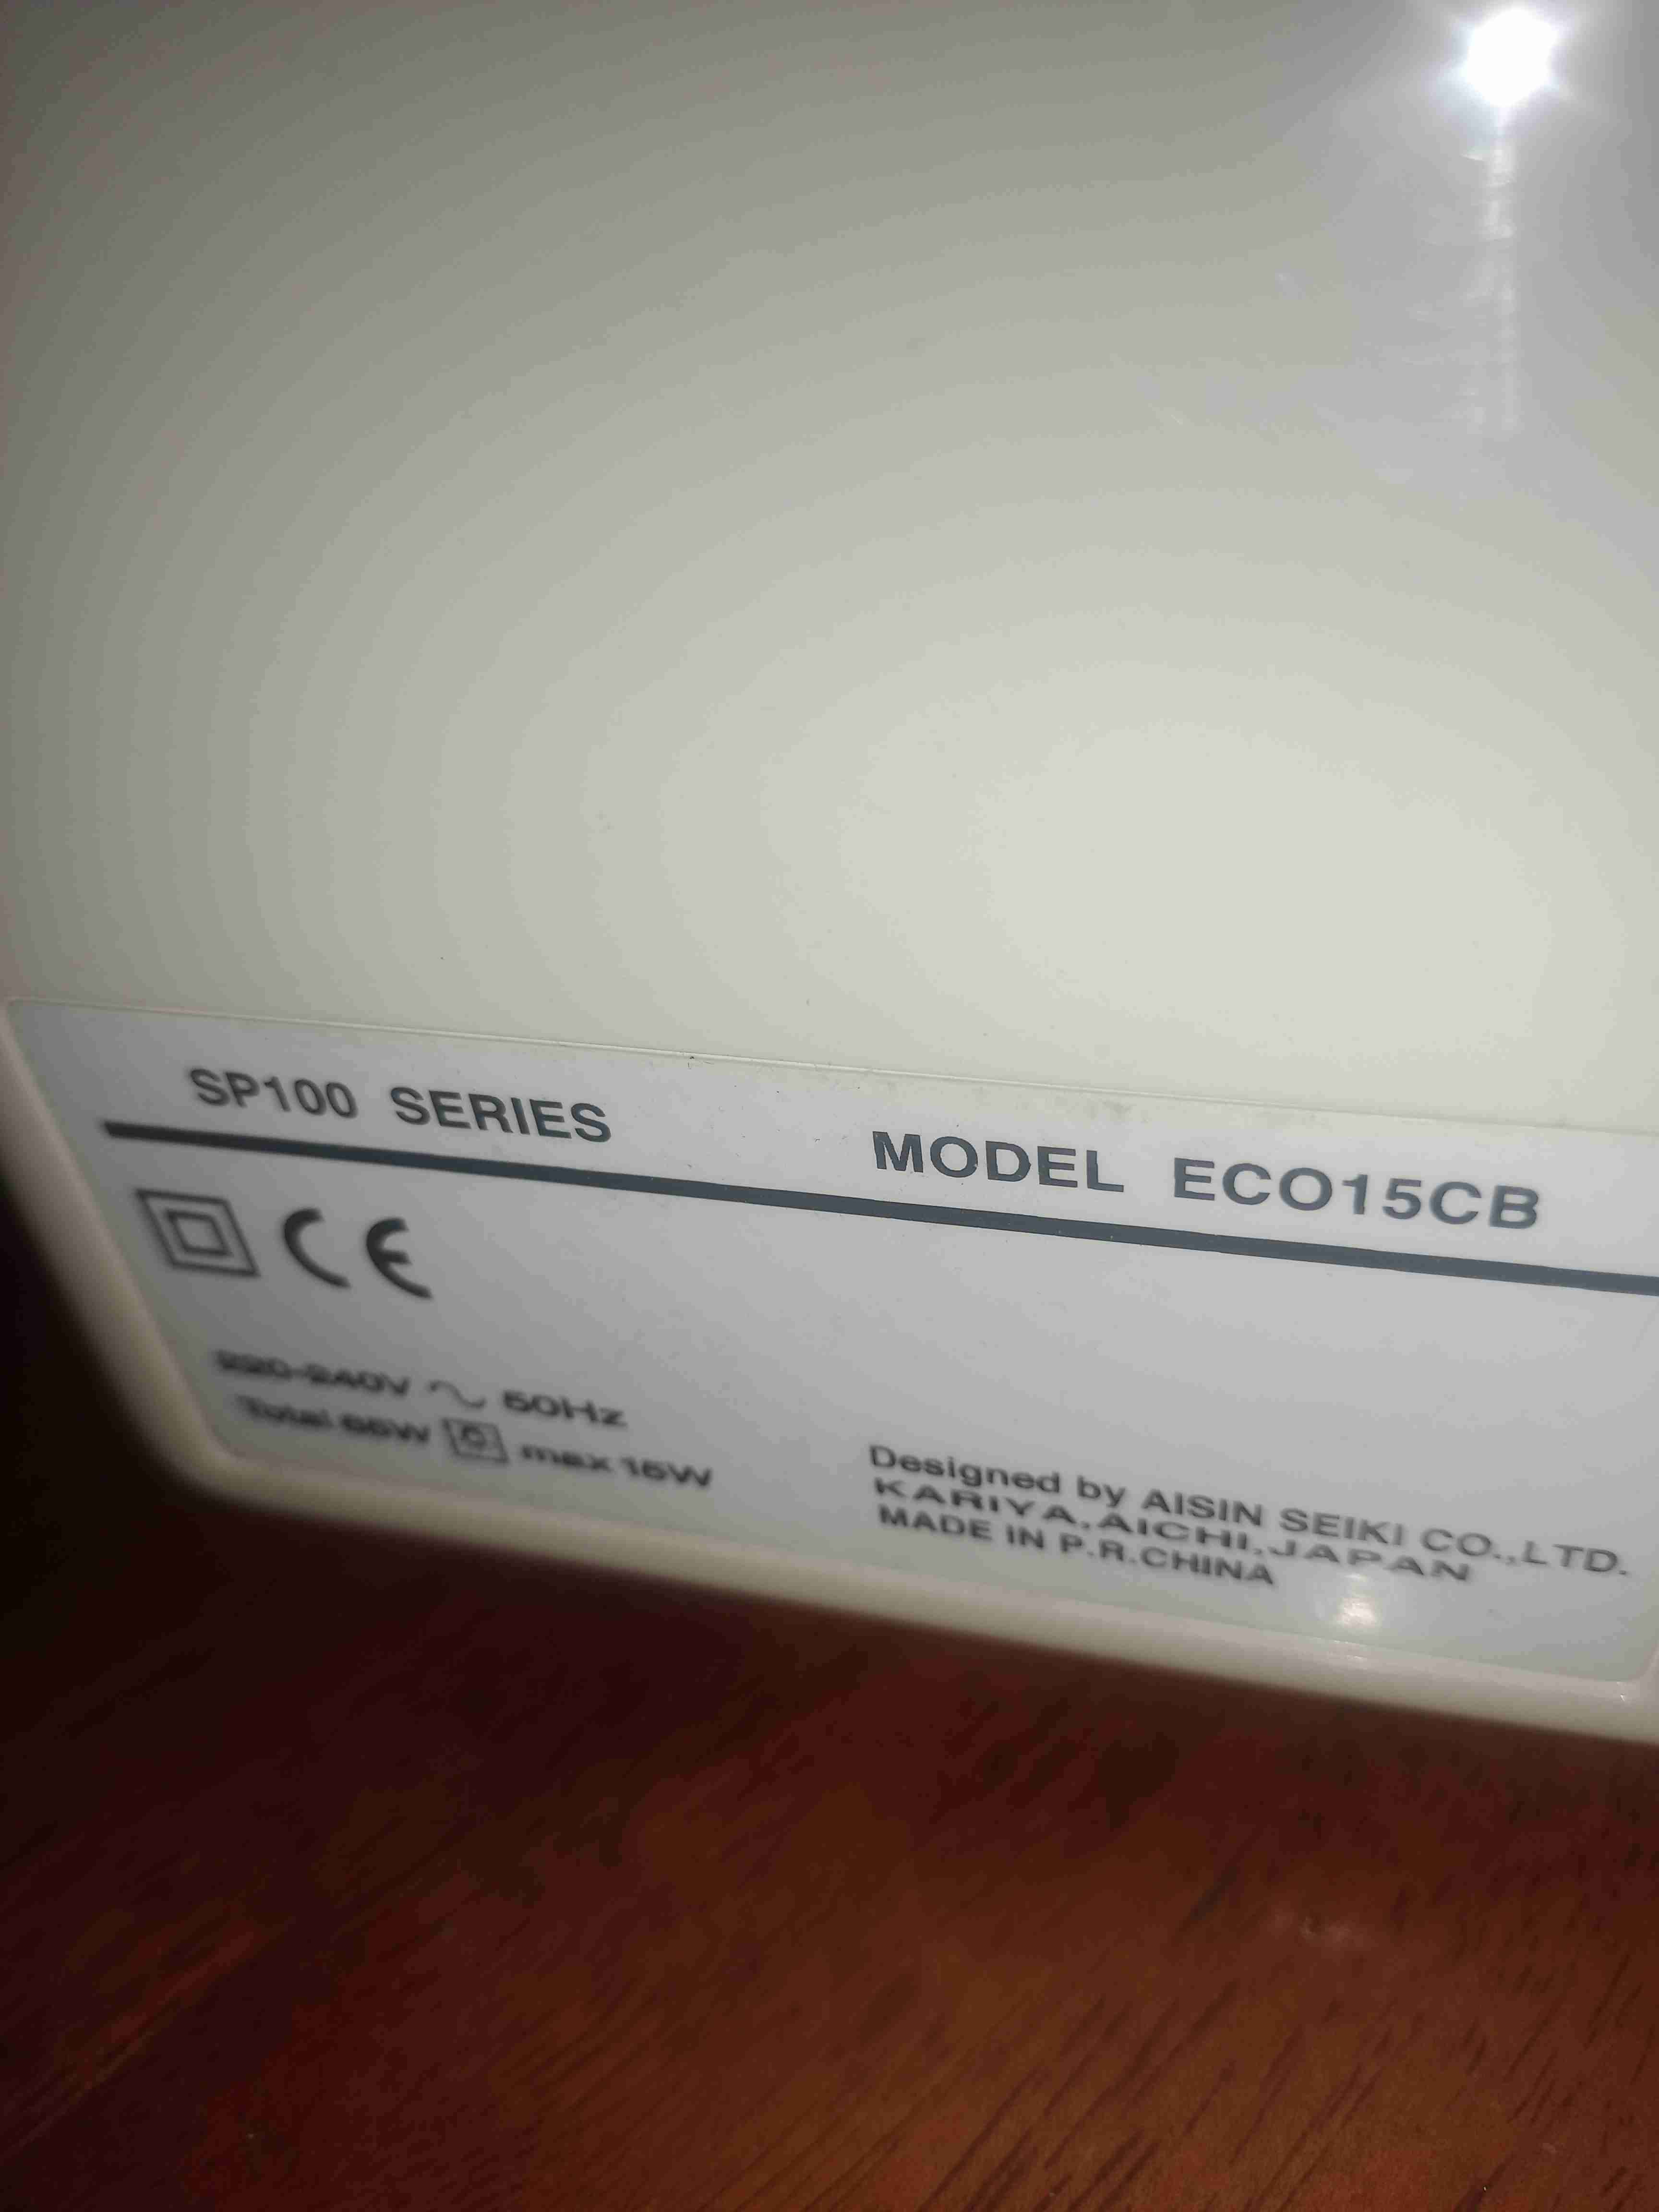 SP100 SERIES MODEL ECO15CB
CE
220-240V ~ 50Hz
Total 65W max 15W
Designed by AISIN SEIKI CO.,LTD.
KARIYA,AICHI,JAPAN
MADE IN P.R.CHINA